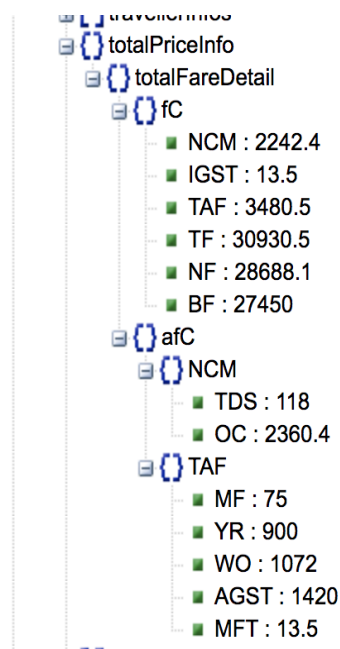 travellerInfos
totalPriceInfo
totalFareDetail
fC
NCM : 2242.4
IGST : 13.5
TAF : 3480.5
TF : 30930.5
NF : 28688.1
BF : 27450
afC
NCM
TDS : 118
OC : 2360.4
TAF
MF : 75
YR : 900
WO : 1072
AGST : 1420
MFT : 13.5